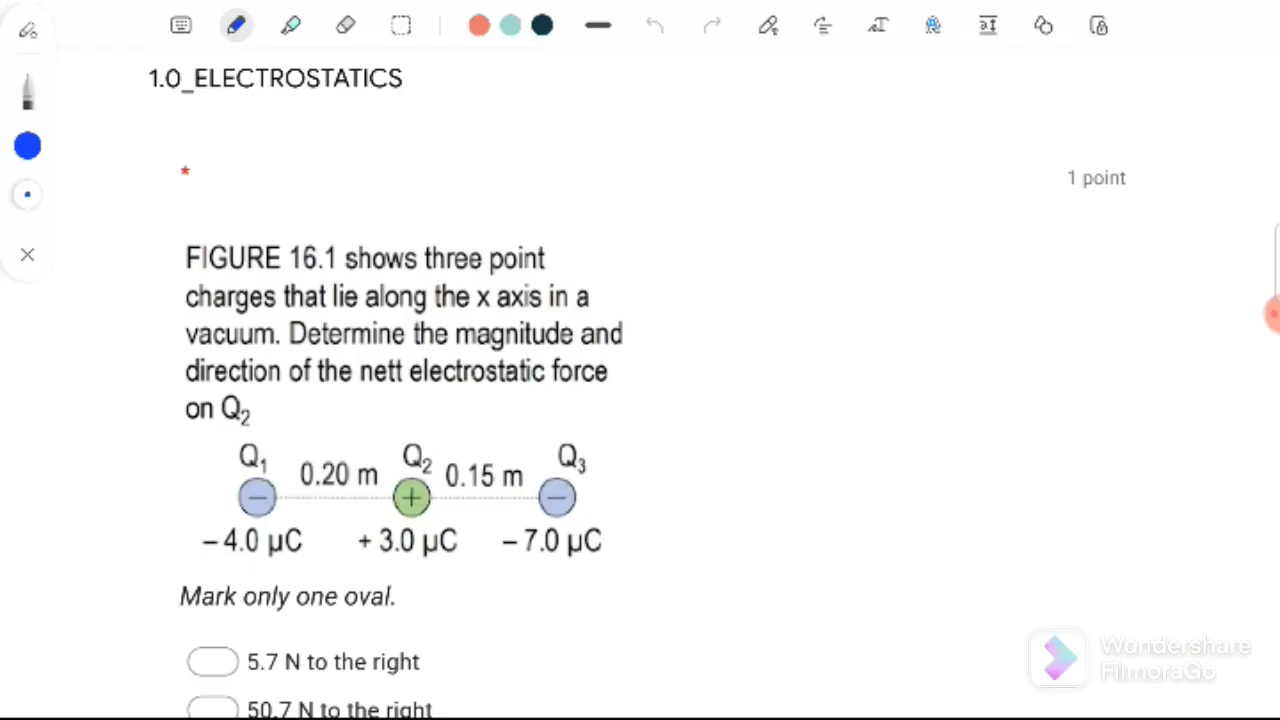 1.0_ELECTROSTATICS
*
1 point
FIGURE 16.1 shows three point
charges that lie along the x axis in a
vacuum. Determine the magnitude and
direction of the nett electrostatic force
on Q₂
Q₁ 0.20 m Q₂ 0.15 m Q₃
− + −
– 4.0 μC + 3.0 μC – 7.0 μC
Mark only one oval.
5.7 N to the right
50.7 N to the right
Wondershare
FilmoraGo